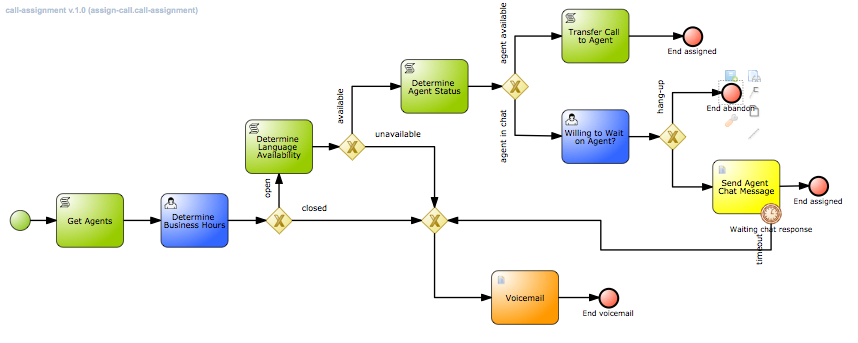 call-assignment v.1.0 (assign-call.call-assignment)
agent available
Transfer Call
to Agent
End assigned
Determine
Agent Status
available
unavailable
agent in chat
Willing to Wait
on Agent?
hang-up
End abandon
Determine
Language
Availability
open
closed
Send Agent
Chat Message
End assigned
Get Agents
Determine
Business Hours
Waiting chat response
timeout
Voicemail
End voicemail